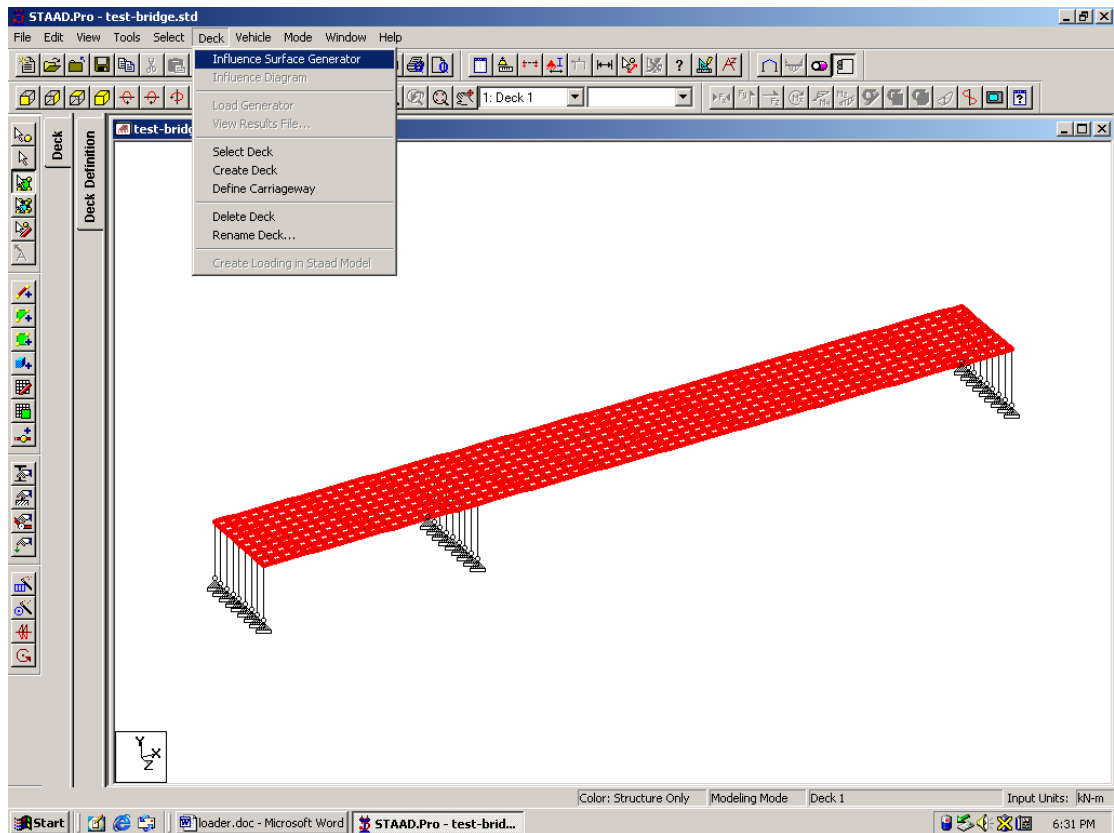 STAAD.Pro - test-bridge.std
File Edit View Tools Select Deck Vehicle Mode Window Help
Influence Surface Generator
Influence Diagram
Load Generator
View Results File...
Select Deck
Create Deck
Define Carriageway
Delete Deck
Rename Deck...
Create Loading in Staad Model
1: Deck 1
Deck
Deck Definition
test-bridg
Y
X
Z
Color: Structure Only Modeling Mode Deck 1 Input Units: kN-m
Start loader.doc - Microsoft Word STAAD.Pro - test-brid... 6:31 PM